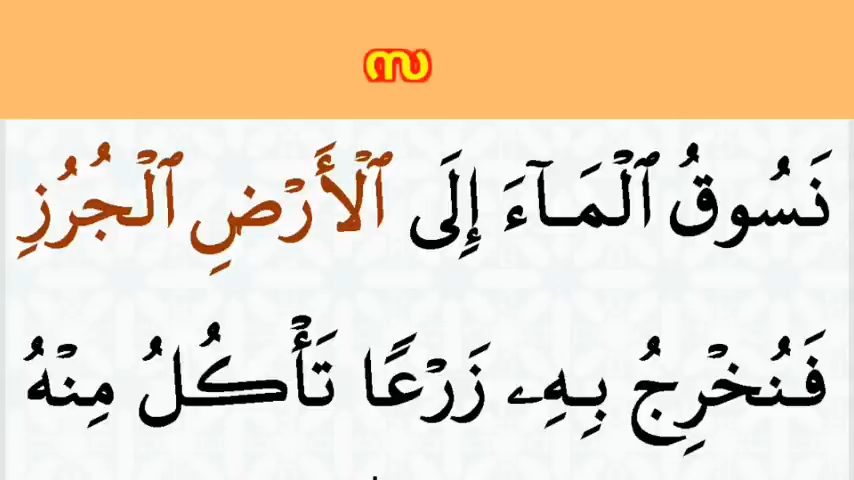 സ
نَسُوقُ ٱلْمَآءَ إِلَى ٱلْأَرْضِ ٱلْجُرُزِ
فَنُخْرِجُ بِهِۦ زَرْعًا تَأْكُلُ مِنْهُ